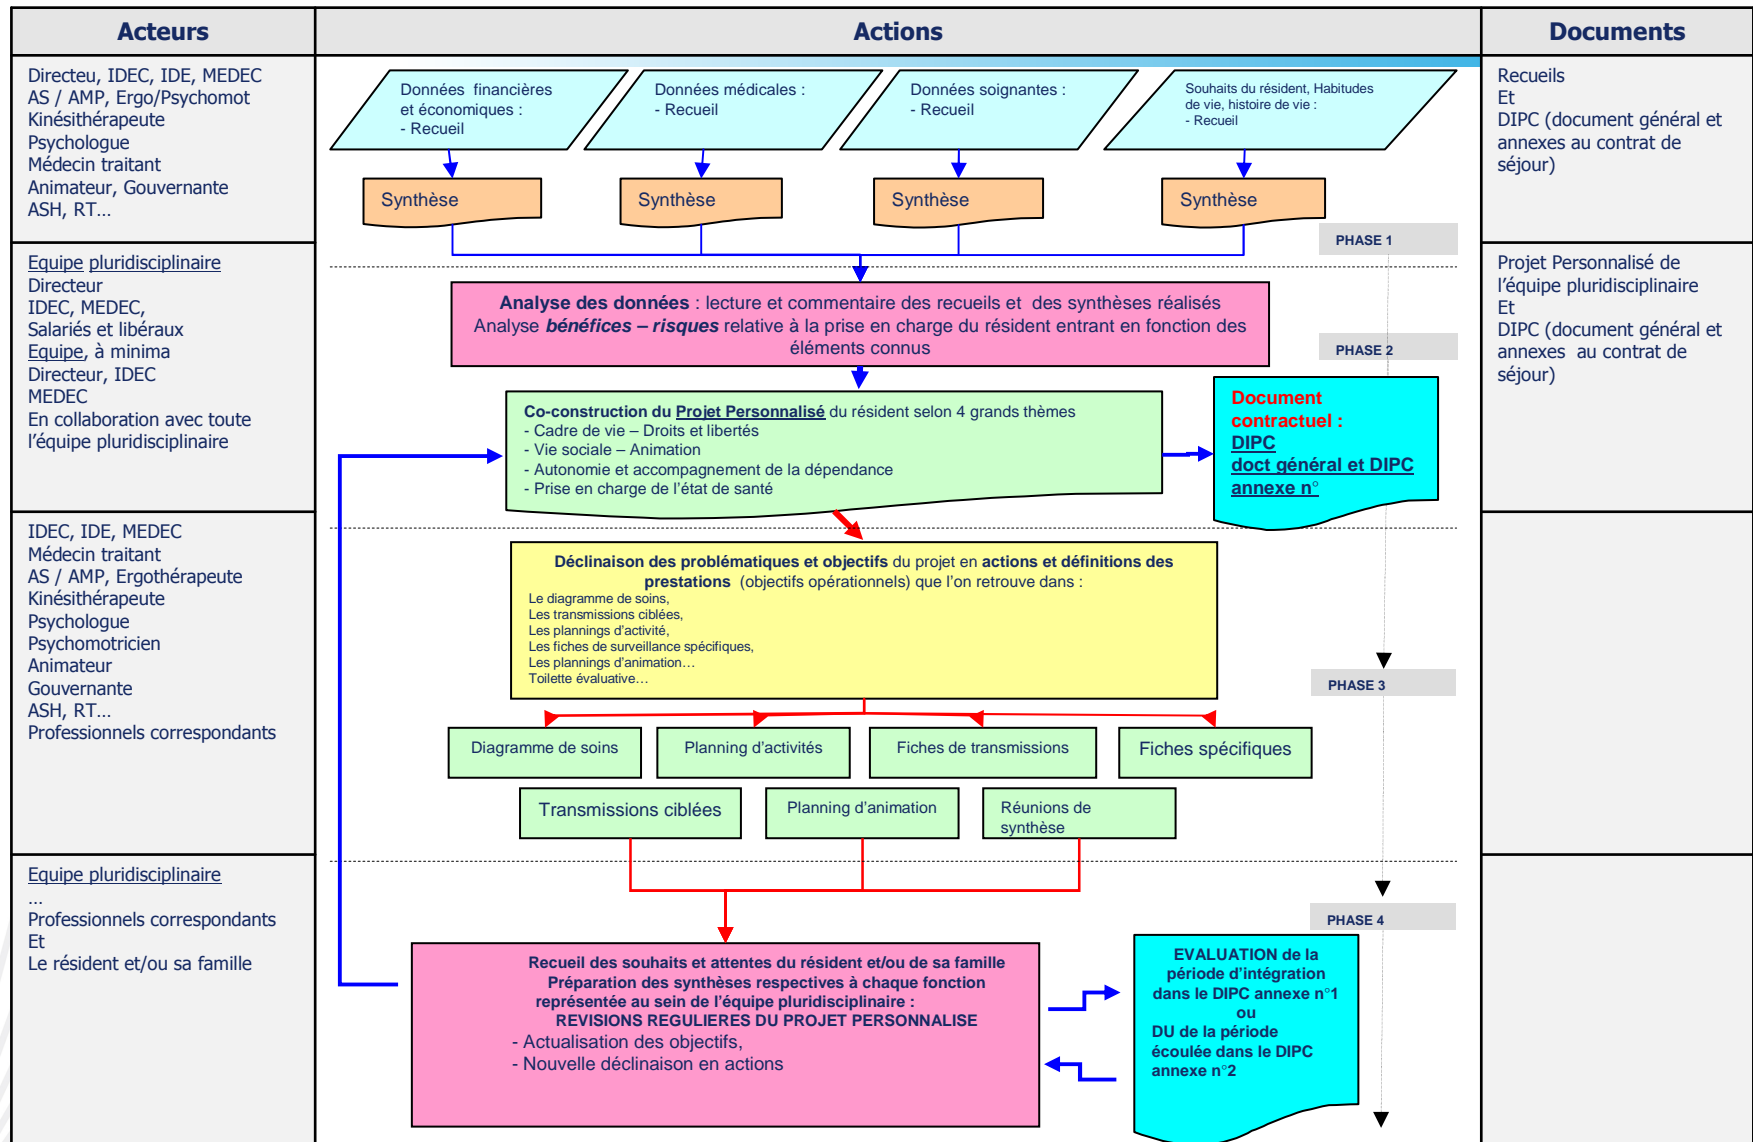 Acteurs
Actions
Documents
Directeu, IDEC, IDE, MEDEC
AS / AMP, Ergo/Psychomot
Kinésithérapeute
Psychologue
Médecin traitant
Animateur, Gouvernante
ASH, RT…
Données financières
et économiques :
- Recueil
Données médicales :
- Recueil
Données soignantes :
- Recueil
Souhaits du résident, Habitudes
de vie, histoire de vie :
- Recueil
Synthèse
Synthèse
Synthèse
Synthèse
PHASE 1
Recueils
Et
DIPC (document général et
annexes au contrat de
séjour)
Equipe pluridisciplinaire
Directeur
IDEC, MEDEC,
Salariés et libéraux
Equipe, à minima
Directeur, IDEC
MEDEC
En collaboration avec toute
l’équipe pluridisciplinaire
Analyse des données : lecture et commentaire des recueils et des synthèses réalisés
Analyse bénéfices – risques relative à la prise en charge du résident entrant en fonction des
éléments connus
PHASE 2
Co-construction du Projet Personnalisé du résident selon 4 grands thèmes
- Cadre de vie – Droits et libertés
- Vie sociale – Animation
- Autonomie et accompagnement de la dépendance
- Prise en charge de l’état de santé
Document
contractuel :
DIPC
doct général et DIPC
annexe n°
Projet Personnalisé de
l’équipe pluridisciplinaire
Et
DIPC (document général et
annexes au contrat de
séjour)
IDEC, IDE, MEDEC
Médecin traitant
AS / AMP, Ergothérapeute
Kinésithérapeute
Psychologue
Psychomotricien
Animateur
Gouvernante
ASH, RT…
Professionnels correspondants
Déclinaison des problématiques et objectifs du projet en actions et définitions des
prestations (objectifs opérationnels) que l’on retrouve dans :
Le diagramme de soins,
Les transmissions ciblées,
Les plannings d’activité,
Les fiches de surveillance spécifiques,
Les plannings d’animation…
Toilette évaluative…
PHASE 3
Diagramme de soins
Planning d’activités
Fiches de transmissions
Fiches spécifiques
Transmissions ciblées
Planning d’animation
Réunions de
synthèse
Equipe pluridisciplinaire
…
Professionnels correspondants
Et
Le résident et/ou sa famille
PHASE 4
Recueil des souhaits et attentes du résident et/ou de sa famille
Préparation des synthèses respectives à chaque fonction
représentée au sein de l’équipe pluridisciplinaire :
REVISIONS REGULIERES DU PROJET PERSONNALISE
- Actualisation des objectifs,
- Nouvelle déclinaison en actions
EVALUATION de la
période d’intégration
dans le DIPC annexe n°1
ou
DU de la période
écoulée dans le DIPC
annexe n°2